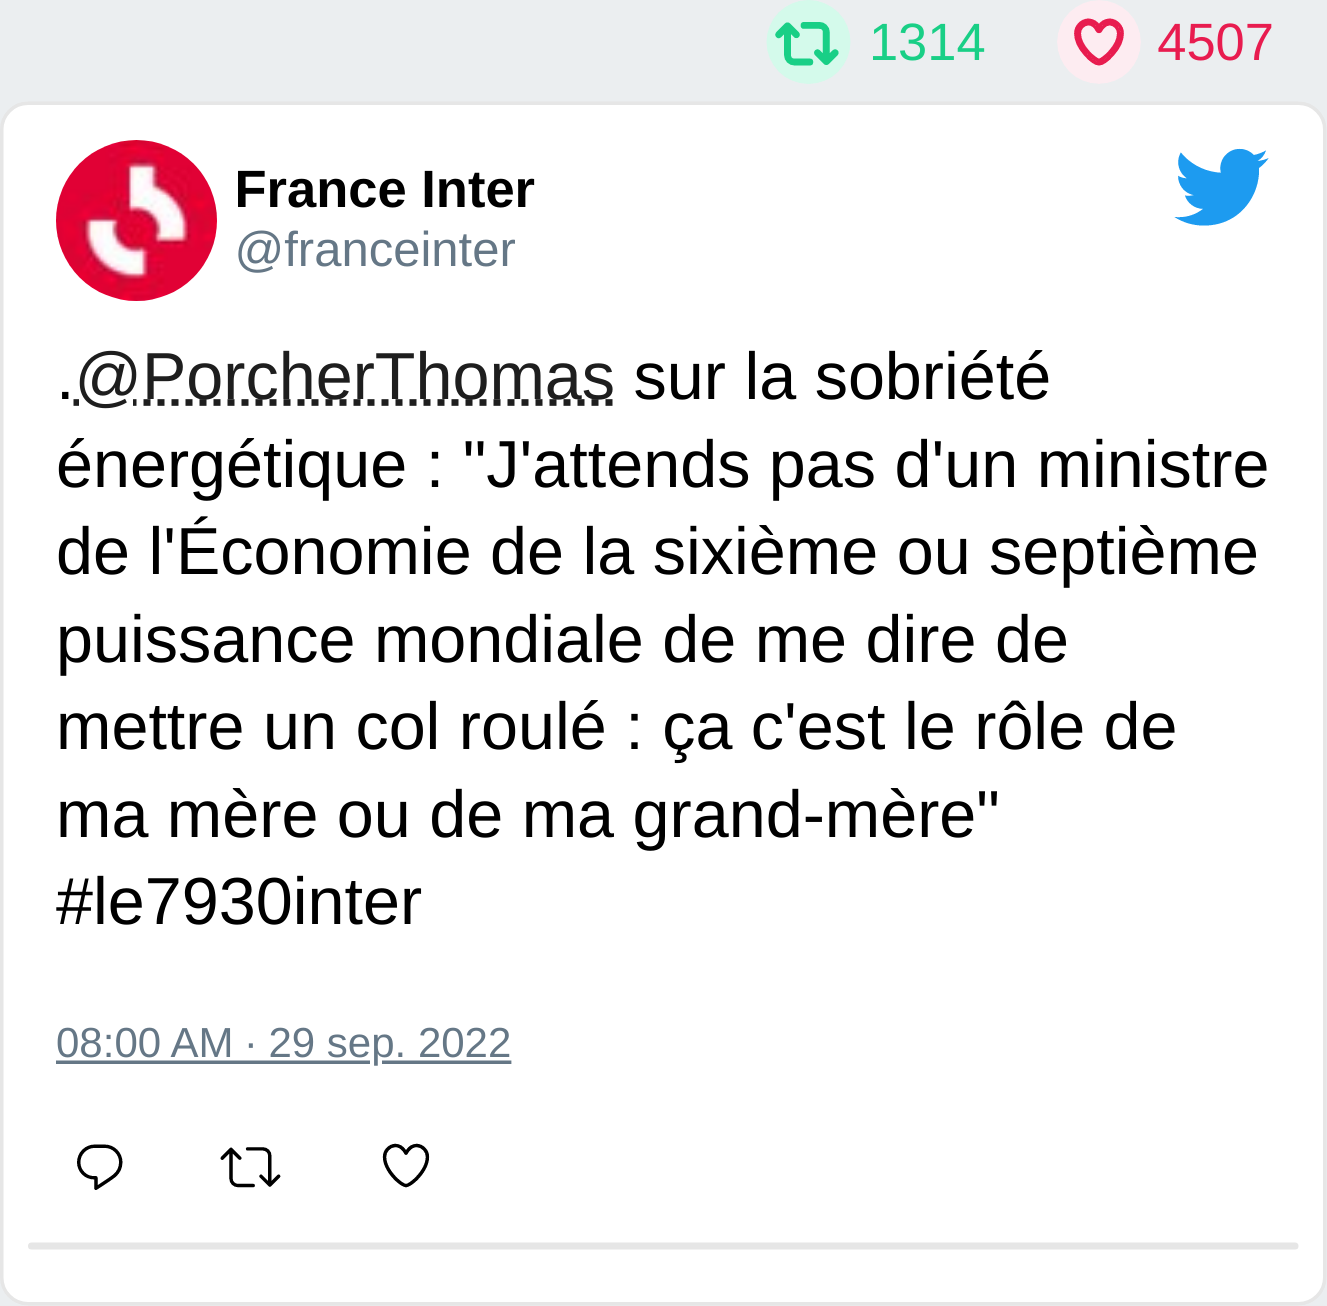 1314 4507
France Inter
@franceinter
.@PorcherThomas sur la sobriété
énergétique : "J'attends pas d'un ministre
de l'Économie de la sixième ou septième
puissance mondiale de me dire de
mettre un col roulé : ça c'est le rôle de
ma mère ou de ma grand-mère"
#le7930inter
08:00 AM · 29 sep. 2022